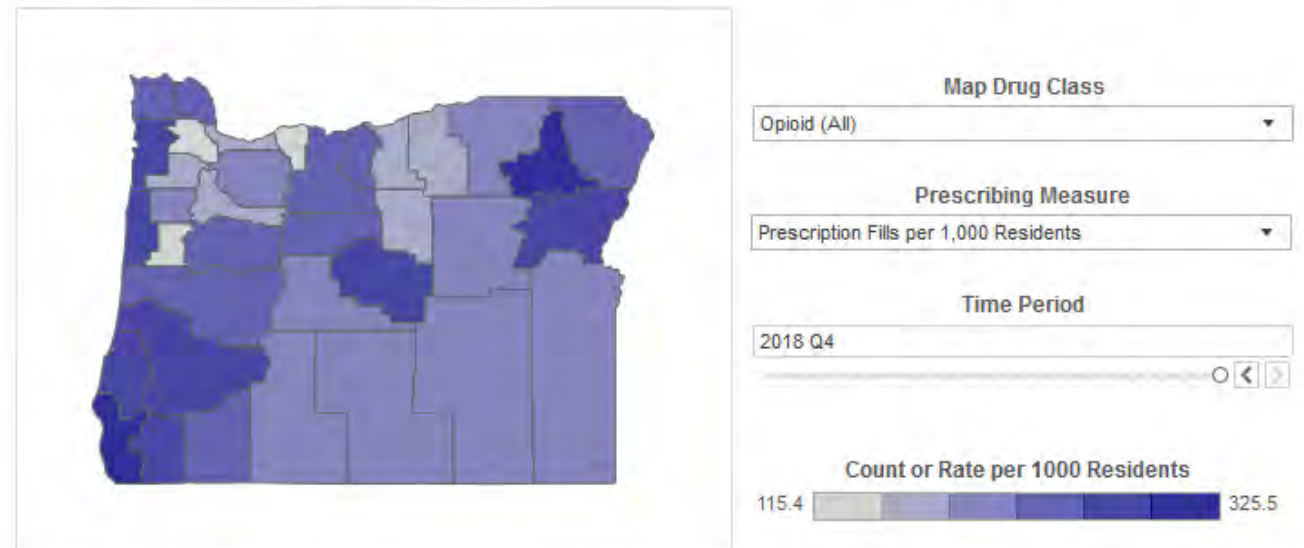 Map Drug Class
Opioid (All)
Prescribing Measure
Prescription Fills per 1,000 Residents
Time Period
2018 Q4
Count or Rate per 1000 Residents
115.4 325.5